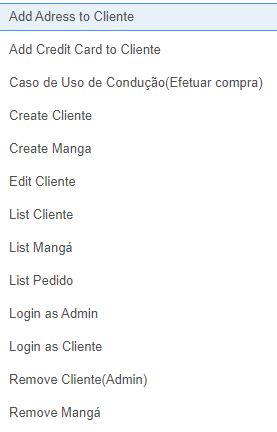 Add Adress to Cliente
Add Credit Card to Cliente
Caso de Uso de Condução(Efetuar compra)
Create Cliente
Create Manga
Edit Cliente
List Cliente
List Mangá
List Pedido
Login as Admin
Login as Cliente
Remove Cliente(Admin)
Remove Mangá